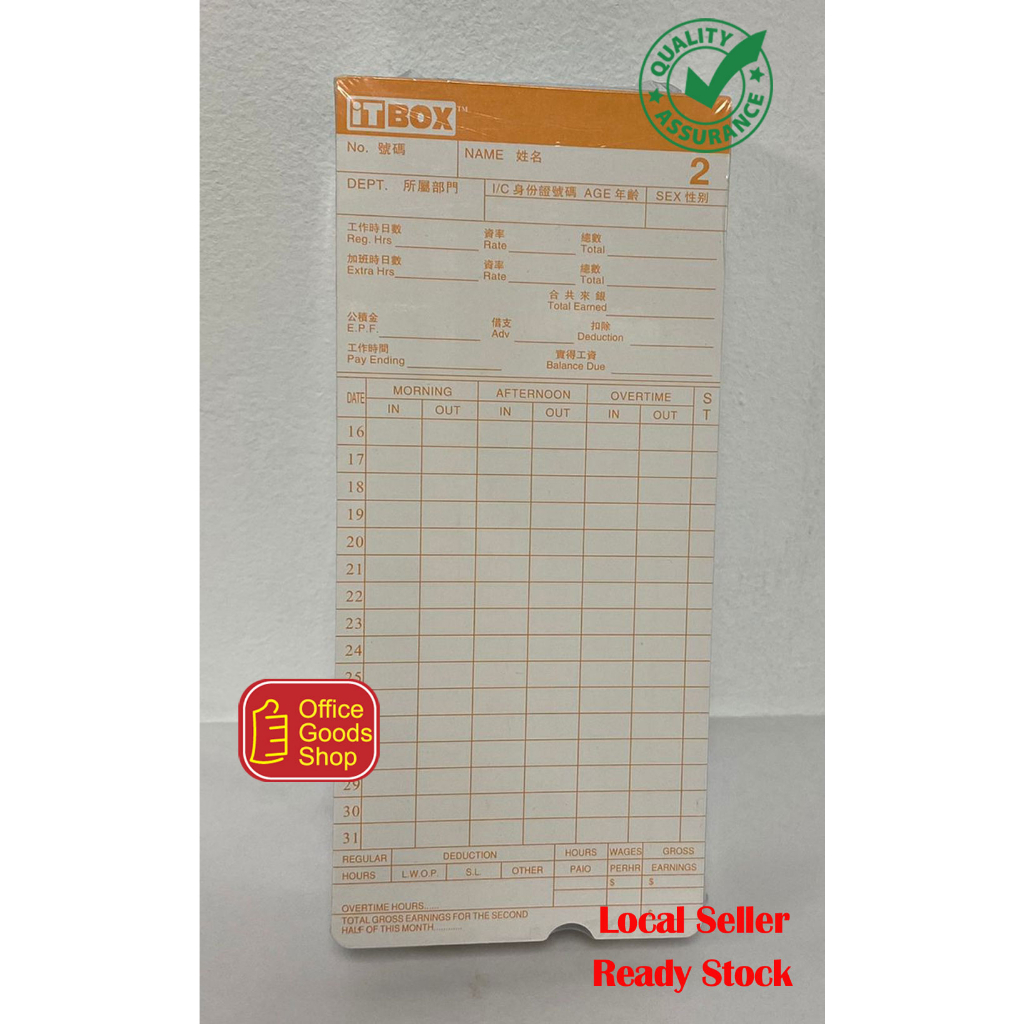 QUALITY
ASSURANCE
iTBOX™
No. 號碼
NAME 姓名
2
DEPT. 所屬部門
I/C 身份證號碼 AGE 年齡 SEX 性别
工作時日數 資率 總數
Reg. Hrs Rate Total
加班時日數 資率 總數
Extra Hrs Rate Total
合共來銀
Total Earned
公積金 借支 扣除
E.P.F. Adv Deduction
工作時間 實得工資
Pay Ending Balance Due
DATE MORNING AFTERNOON OVERTIME S T
IN OUT IN OUT IN OUT
16
17
18
19
20
21
22
23
24
25
29
30
31
Office
Goods
Shop
REGULAR DEDUCTION HOURS WAGES GROSS
HOURS L.W.O.P. S.L. OTHER PAID PERHR EARNINGS
$ $
OVERTIME HOURS......
TOTAL GROSS EARNINGS FOR THE SECOND
HALF OF THIS MONTH..........
Local Seller
Ready Stock